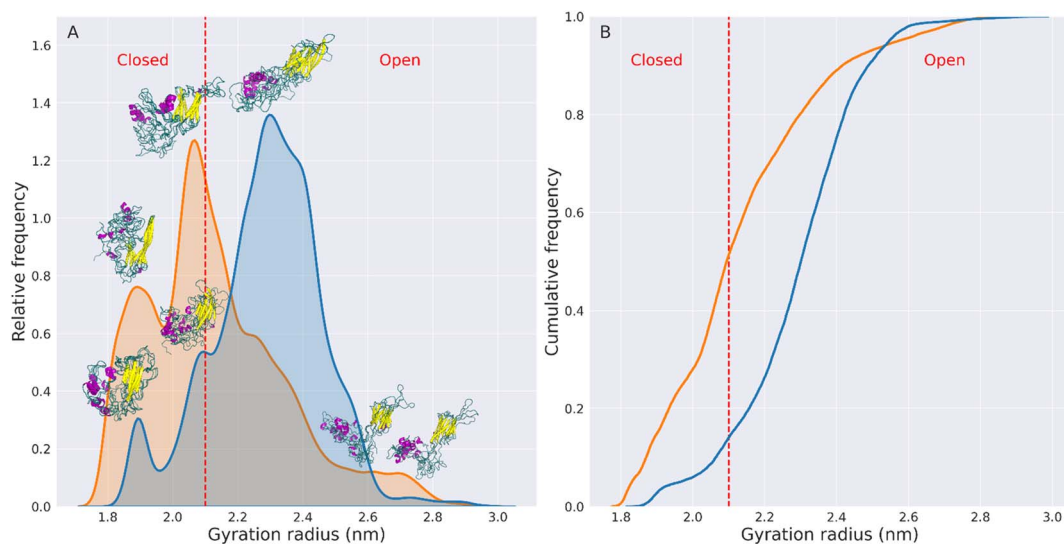 A
Closed
Open
1.6
1.4
1.2
1.0
0.8
0.6
0.4
0.2
0.0
Relative frequency
1.8
2.0
2.2
2.4
2.6
2.8
3.0
Gyration radius (nm)
B
Closed
Open
1.0
0.8
0.6
0.4
0.2
0.0
Cumulative frequency
1.8
2.0
2.2
2.4
2.6
2.8
3.0
Gyration radius (nm)